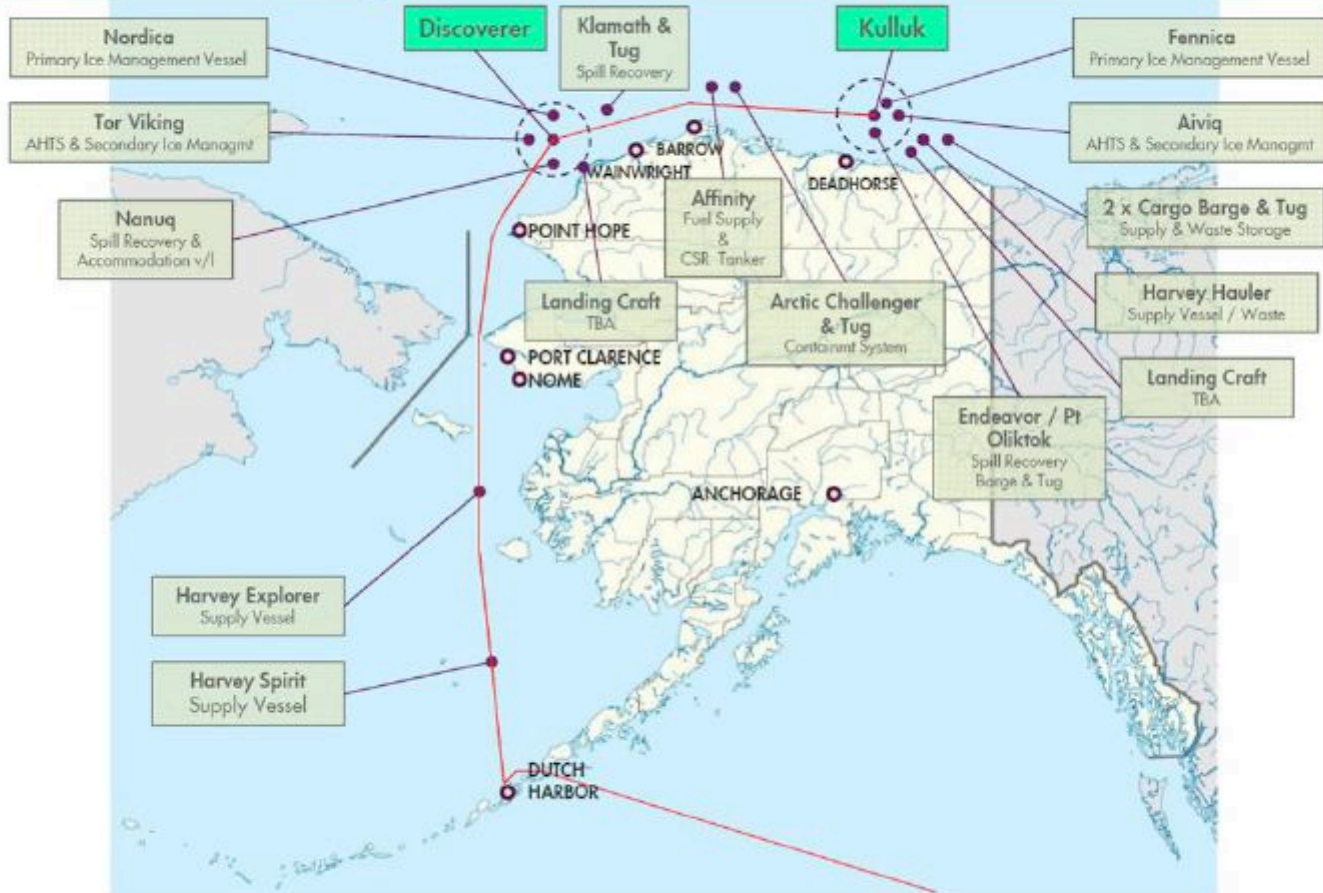 Nordica
Primary Ice Management Vessel
Discoverer
Klamath &
Tug
Spill Recovery
Kulluk
Fennica
Primary Ice Management Vessel
Tor Viking
AHTS & Secondary Ice Managmt
Aiviq
AHTS & Secondary Ice Managmt
BARROW
WAINWRIGHT
DEADHORSE
Nanuq
Spill Recovery &
Accommodation v/l
POINT HOPE
Affinity
Fuel Supply
&
CSR Tanker
2 x Cargo Barge & Tug
Supply & Waste Storage
Landing Craft
TBA
Arctic Challenger
& Tug
Containmt System
Harvey Hauler
Supply Vessel / Waste
PORT CLARENCE
NOME
Landing Craft
TBA
Endeavor / Pt
Oliktok
Spill Recovery
Barge & Tug
ANCHORAGE
Harvey Explorer
Supply Vessel
Harvey Spirit
Supply Vessel
DUTCH
HARBOR